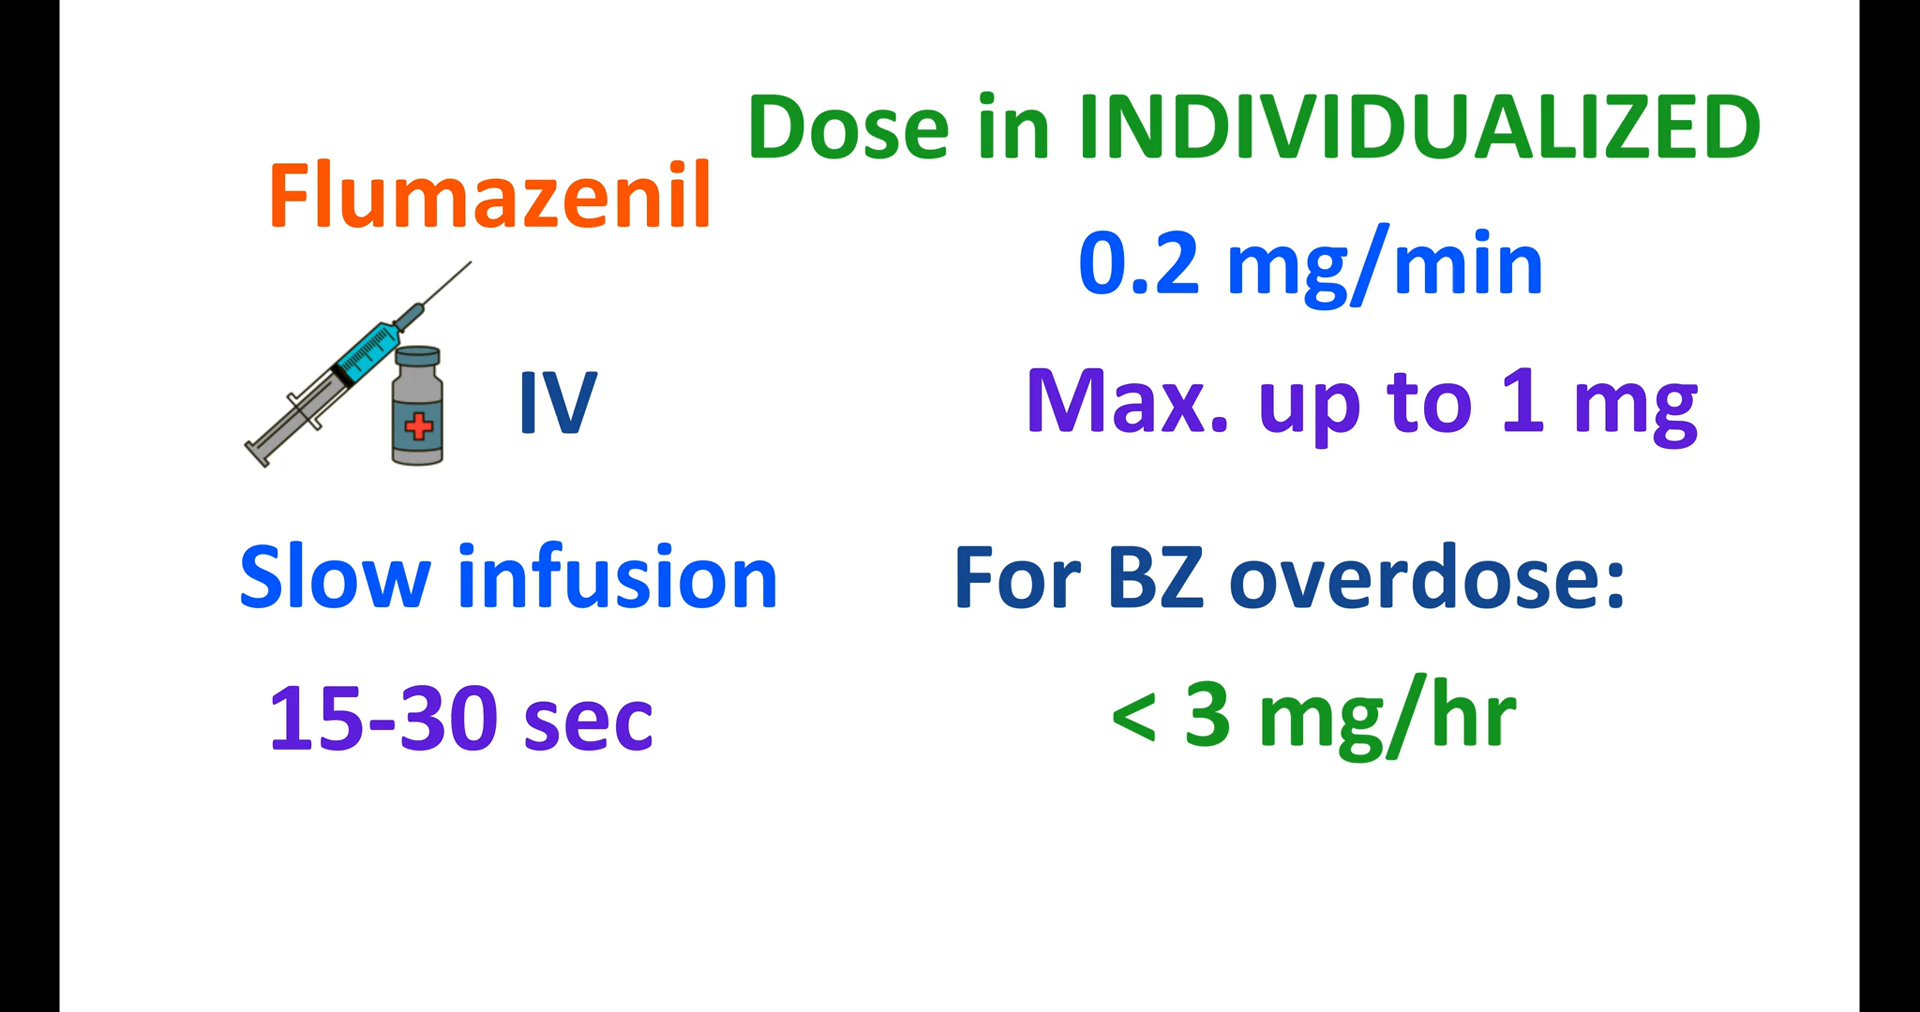 Flumazenil
IV
Slow infusion
15-30 sec
Dose in INDIVIDUALIZED
0.2 mg/min
Max. up to 1 mg
For BZ overdose:
< 3 mg/hr